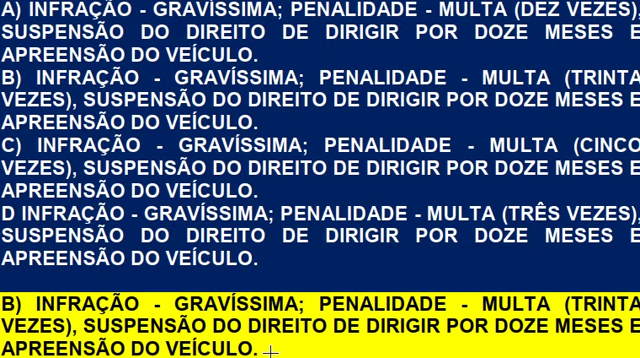 A) INFRAÇÃO - GRAVÍSSIMA; PENALIDADE - MULTA (DEZ VEZES),
SUSPENSÃO DO DIREITO DE DIRIGIR POR DOZE MESES E
APREENSÃO DO VEÍCULO.
B) INFRAÇÃO - GRAVÍSSIMA; PENALIDADE - MULTA (TRINTA
VEZES), SUSPENSÃO DO DIREITO DE DIRIGIR POR DOZE MESES E
APREENSÃO DO VEÍCULO.
C) INFRAÇÃO - GRAVÍSSIMA; PENALIDADE - MULTA (CINCO
VEZES), SUSPENSÃO DO DIREITO DE DIRIGIR POR DOZE MESES E
APREENSÃO DO VEÍCULO.
D INFRAÇÃO - GRAVÍSSIMA; PENALIDADE - MULTA (TRÊS VEZES),
SUSPENSÃO DO DIREITO DE DIRIGIR POR DOZE MESES E
APREENSÃO DO VEÍCULO.
B) INFRAÇÃO - GRAVÍSSIMA; PENALIDADE - MULTA (TRINTA
VEZES), SUSPENSÃO DO DIREITO DE DIRIGIR POR DOZE MESES E
APREENSÃO DO VEÍCULO.